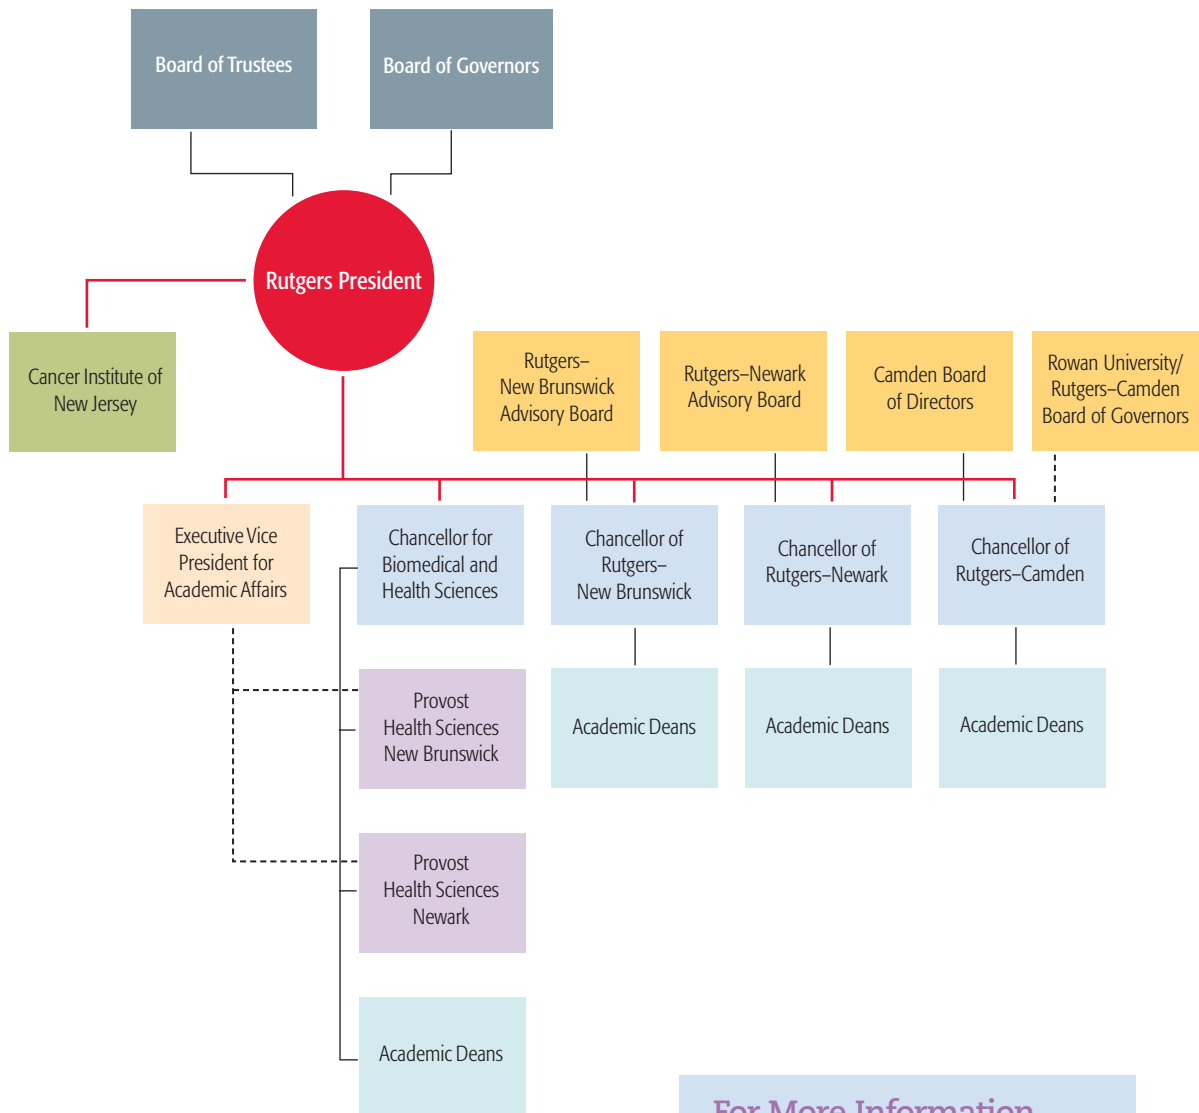 Board of Trustees
Board of Governors
Rutgers President
Cancer Institute of
New Jersey
Rutgers–
New Brunswick
Advisory Board
Rutgers–Newark
Advisory Board
Camden Board
of Directors
Rowan University/
Rutgers–Camden
Board of Governors
Executive Vice
President for
Academic Affairs
Chancellor for
Biomedical and
Health Sciences
Chancellor of
Rutgers–
New Brunswick
Chancellor of
Rutgers–Newark
Chancellor of
Rutgers–Camden
Provost
Health Sciences
New Brunswick
Academic Deans
Academic Deans
Academic Deans
Provost
Health Sciences
Newark
Academic Deans
For More Information